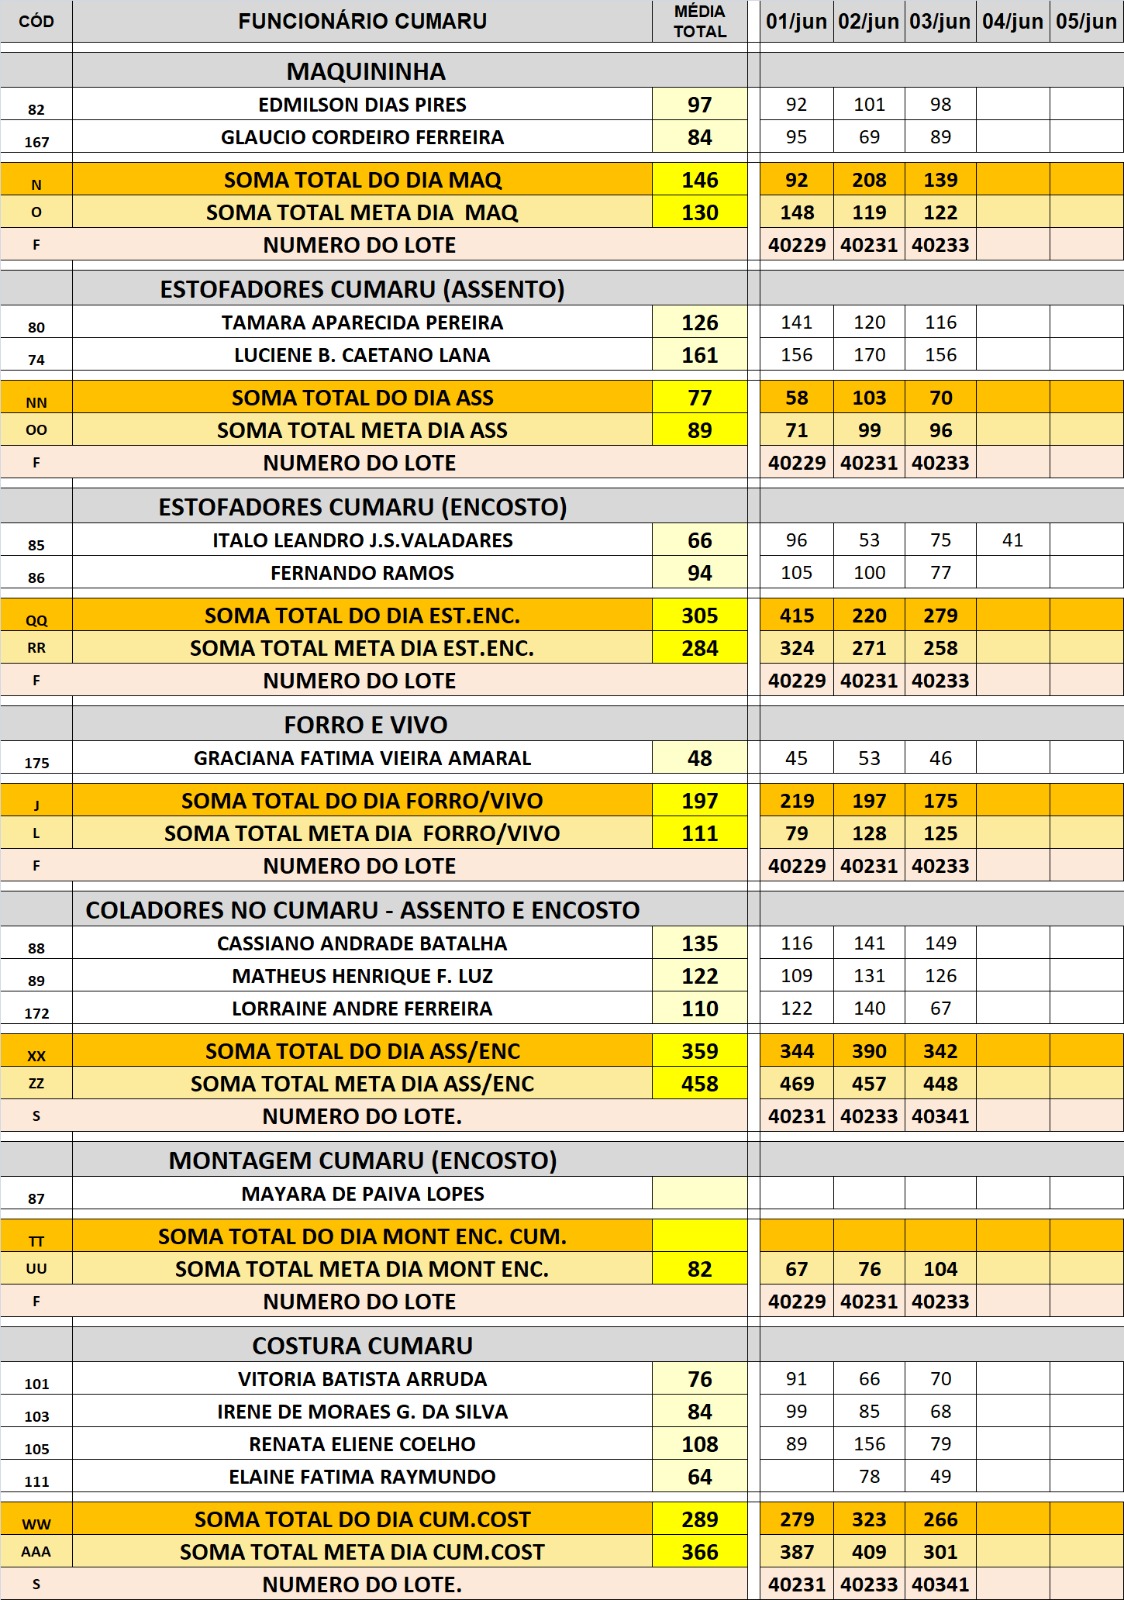 CÓD FUNCIONÁRIO CUMARU MÉDIA TOTAL 01/jun 02/jun 03/jun 04/jun 05/jun
MAQUININHA
82 EDMILSON DIAS PIRES 97 92 101 98
167 GLAUCIO CORDEIRO FERREIRA 84 95 69 89
N SOMA TOTAL DO DIA MAQ 146 92 208 139
O SOMA TOTAL META DIA MAQ 130 148 119 122
F NUMERO DO LOTE 40229 40231 40233
ESTOFADORES CUMARU (ASSENTO)
80 TAMARA APARECIDA PEREIRA 126 141 120 116
74 LUCIENE B. CAETANO LANA 161 156 170 156
NN SOMA TOTAL DO DIA ASS 77 58 103 70
OO SOMA TOTAL META DIA ASS 89 71 99 96
F NUMERO DO LOTE 40229 40231 40233
ESTOFADORES CUMARU (ENCOSTO)
85 ITALO LEANDRO J.S.VALADARES 66 96 53 75 41
86 FERNANDO RAMOS 94 105 100 77
QQ SOMA TOTAL DO DIA EST.ENC. 305 415 220 279
RR SOMA TOTAL META DIA EST.ENC. 284 324 271 258
F NUMERO DO LOTE 40229 40231 40233
FORRO E VIVO
175 GRACIANA FATIMA VIEIRA AMARAL 48 45 53 46
J SOMA TOTAL DO DIA FORRO/VIVO 197 219 197 175
L SOMA TOTAL META DIA FORRO/VIVO 111 79 128 125
F NUMERO DO LOTE 40229 40231 40233
COLADORES NO CUMARU - ASSENTO E ENCOSTO
88 CASSIANO ANDRADE BATALHA 135 116 141 149
89 MATHEUS HENRIQUE F. LUZ 122 109 131 126
172 LORRAINE ANDRE FERREIRA 110 122 140 67
XX SOMA TOTAL DO DIA ASS/ENC 359 344 390 342
ZZ SOMA TOTAL META DIA ASS/ENC 458 469 457 448
S NUMERO DO LOTE. 40231 40233 40341
MONTAGEM CUMARU (ENCOSTO)
87 MAYARA DE PAIVA LOPES
TT SOMA TOTAL DO DIA MONT ENC. CUM.
UU SOMA TOTAL META DIA MONT ENC. 82 67 76 104
F NUMERO DO LOTE 40229 40231 40233
COSTURA CUMARU
101 VITORIA BATISTA ARRUDA 76 91 66 70
103 IRENE DE MORAES G. DA SILVA 84 99 85 68
105 RENATA ELIENE COELHO 108 89 156 79
111 ELAINE FATIMA RAYMUNDO 64 78 49
WW SOMA TOTAL DO DIA CUM.COST 289 279 323 266
AAA SOMA TOTAL META DIA CUM.COST 366 387 409 301
S NUMERO DO LOTE. 40231 40233 40341